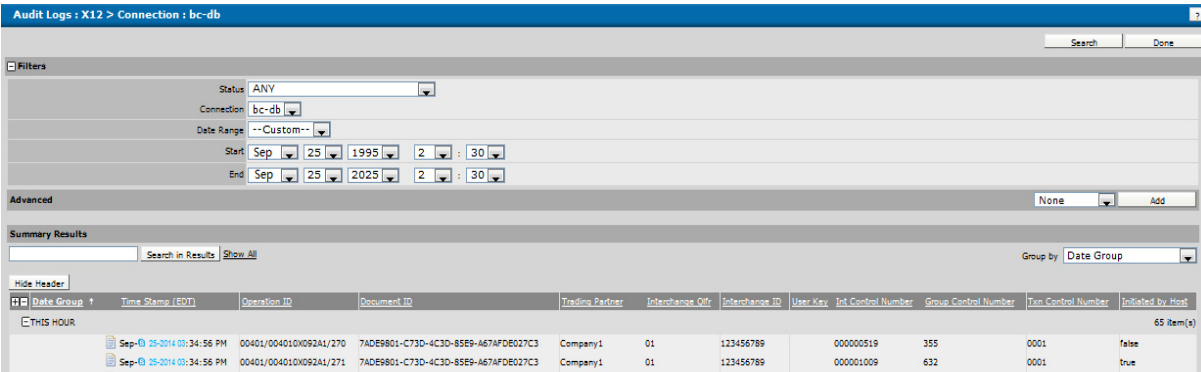 Audit Logs : X12 > Connection : bc-db ?
Search Done
Filters
Status ANY
Connection bc-db
Date Range --Custom--
Start Sep 25 1995 2 : 30
End Sep 25 2025 2 : 30
Advanced None Add
Summary Results
Search in Results Show All Group by Date Group
Hide Header
Date Group ↑ Time Stamp (EDT) Operation ID Document ID Trading Partner Interchange Qlfr Interchange ID User Key Int Control Number Group Control Number Txn Control Number Initiated by Host
THIS HOUR 65 item(s)
Sep- 25-2014 03:34:56 PM 00401/004010X092A1/270 7ADE9801-C73D-4C3D-85E9-A67AFDE027C3 Company1 01 123456789 000000519 355 0001 false
Sep- 25-2014 03:34:56 PM 00401/004010X092A1/271 7ADE9801-C73D-4C3D-85E9-A67AFDE027C3 Company1 01 123456789 000001009 632 0001 true